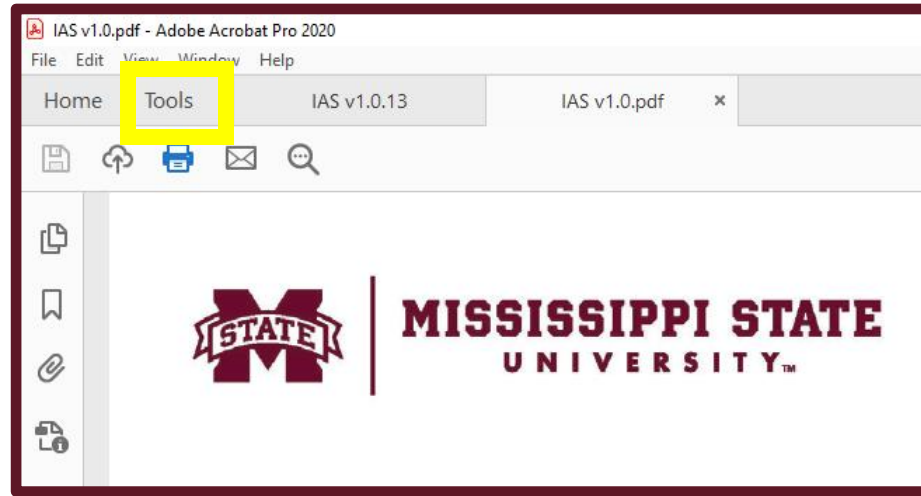 IAS v1.0.pdf - Adobe Acrobat Pro 2020
File Edit View Window Help
Home Tools IAS v1.0.13 IAS v1.0.pdf ×
STATE
MISSISSIPPI STATE
UNIVERSITY™